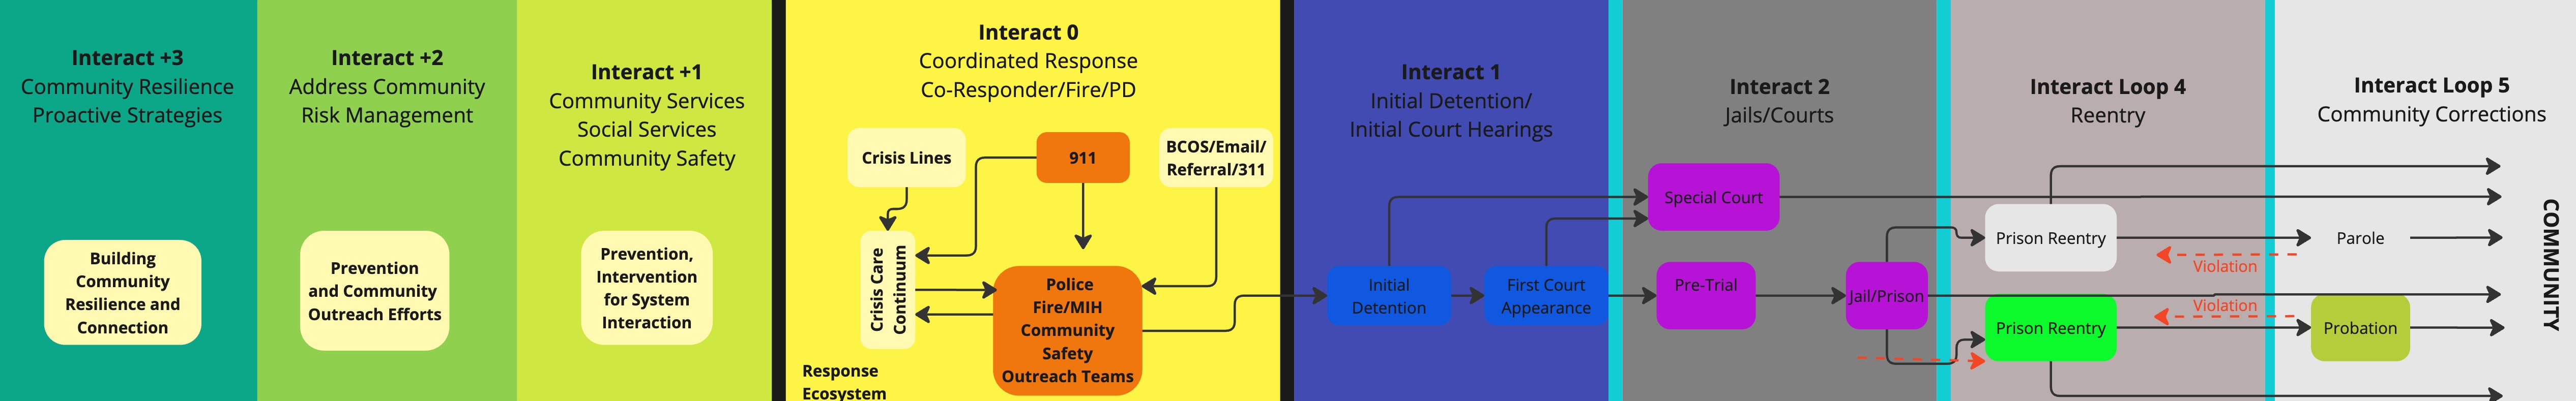 Interact +3
Community Resilience
Proactive Strategies
Building
Community
Resilience and
Connection
Interact +2
Address Community
Risk Management
Prevention
and Community
Outreach Efforts
Interact +1
Community Services
Social Services
Community Safety
Prevention,
Intervention
for System
Interaction
Interact 0
Coordinated Response
Co-Responder/Fire/PD
Crisis Lines
911
BCOS/Email/
Referral/311
Crisis Care
Continuum
Police
Fire/MIH
Community
Safety
Outreach Teams
Response
Ecosystem
Interact 1
Initial Detention/
Initial Court Hearings
Initial
Detention
First Court
Appearance
Interact 2
Jails/Courts
Special Court
Pre-Trial
Jail/Prison
Interact Loop 4
Reentry
Prison Reentry
Violation
Prison Reentry
Violation
Interact Loop 5
Community Corrections
Parole
Probation
COMMUNITY